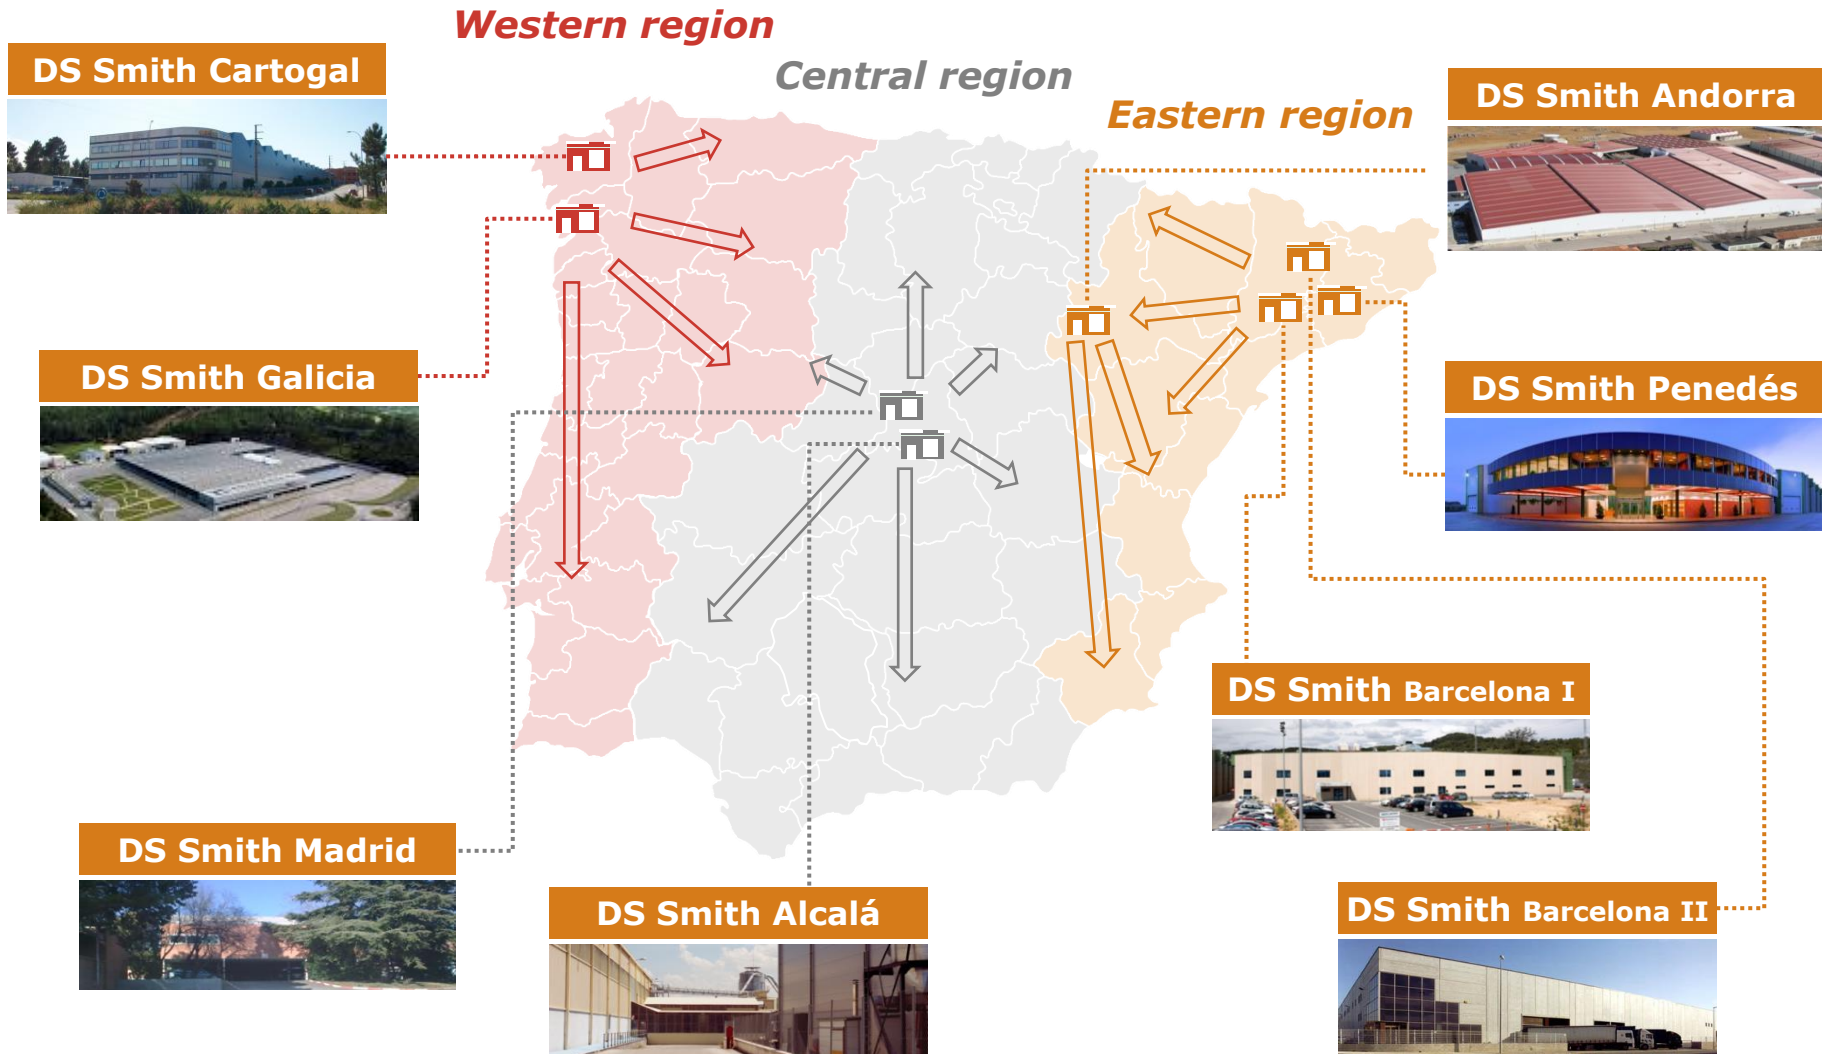 Western region
DS Smith Cartogal
Central region
DS Smith Andorra
Eastern region
DS Smith Galicia
DS Smith Penedés
DS Smith Barcelona I
DS Smith Madrid
DS Smith Alcalá
DS Smith Barcelona II